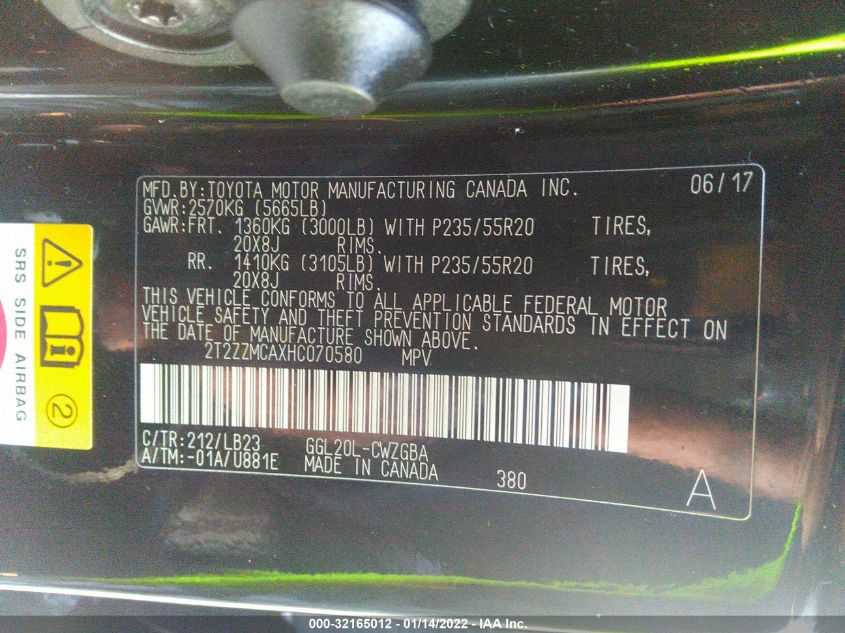 MFD.BY:TOYOTA MOTOR MANUFACTURING CANADA INC. 06/17
GVWR:2570KG (5665LB)
GAWR:FRT. 1360KG (3000LB) WITH P235/55R20 TIRES,
20X8J RIMS.
RR. 1410KG (3105LB) WITH P235/55R20 TIRES,
20X8J RIMS.
THIS VEHICLE CONFORMS TO ALL APPLICABLE FEDERAL MOTOR
VEHICLE SAFETY AND THEFT PREVENTION STANDARDS IN EFFECT ON
THE DATE OF MANUFACTURE SHOWN ABOVE.
2T2ZZMCAXHC070580 MPV
C/TR:212/LB23 GGL20L-CWZGBA
A/TM:-01A/U881E MADE IN CANADA 380 A
SRS SIDE AIRBAG
2
000-32165012 - 01/14/2022 - IAA Inc.